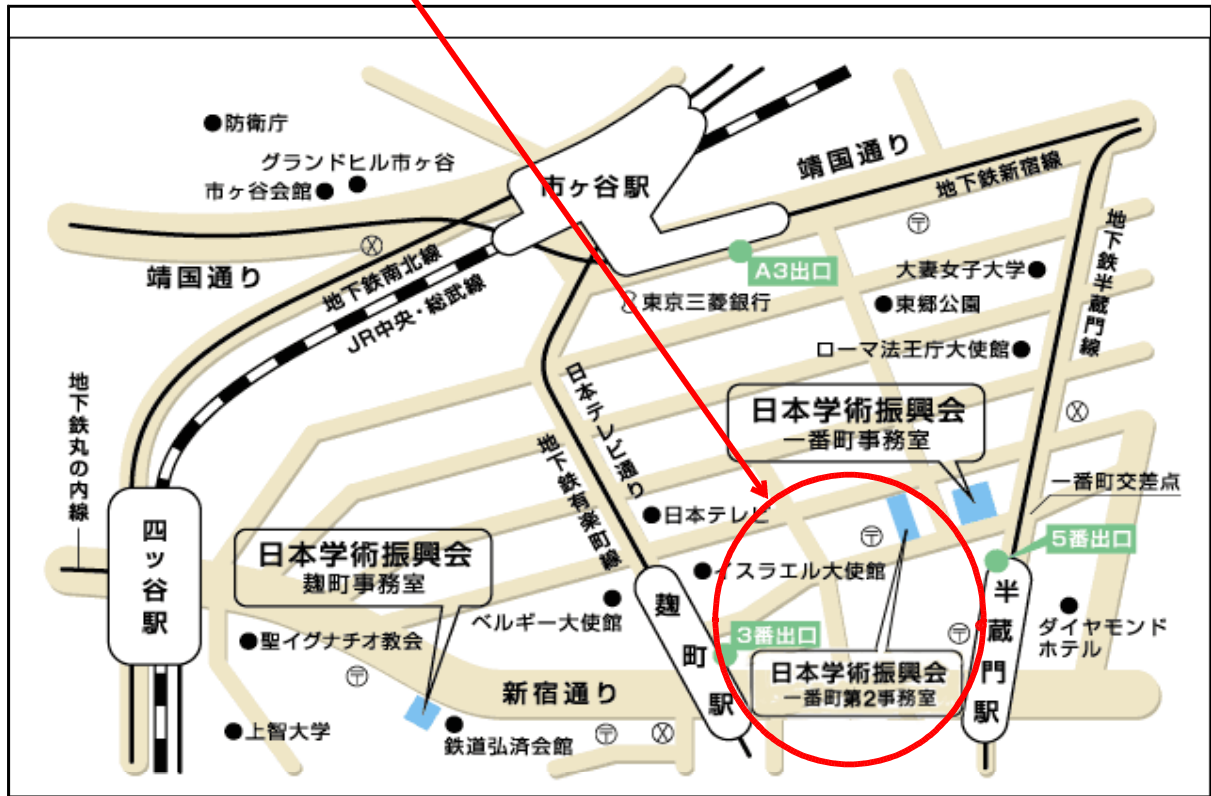 防衛庁
グランドヒル市ヶ谷
市ヶ谷会館
市ヶ谷駅
靖国通り
地下鉄新宿線
靖国通り
地下鉄南北線
JR中央・総武線
A3出口
東京三菱銀行
大妻女子大学
東郷公園
ローマ法王庁大使館
地下鉄半蔵門線
地下鉄丸の内線
日本テレビ通り
地下鉄有楽町線
日本学術振興会
一番町事務室
一番町交差点
日本テレビ
5番出口
四ッ谷駅
日本学術振興会
麹町事務室
イスラエル大使館
ベルギー大使館
麹町駅
3番出口
半蔵門駅
ダイヤモンド
ホテル
聖イグナチオ教会
日本学術振興会
一番町第2事務室
新宿通り
上智大学
鉄道弘済会館